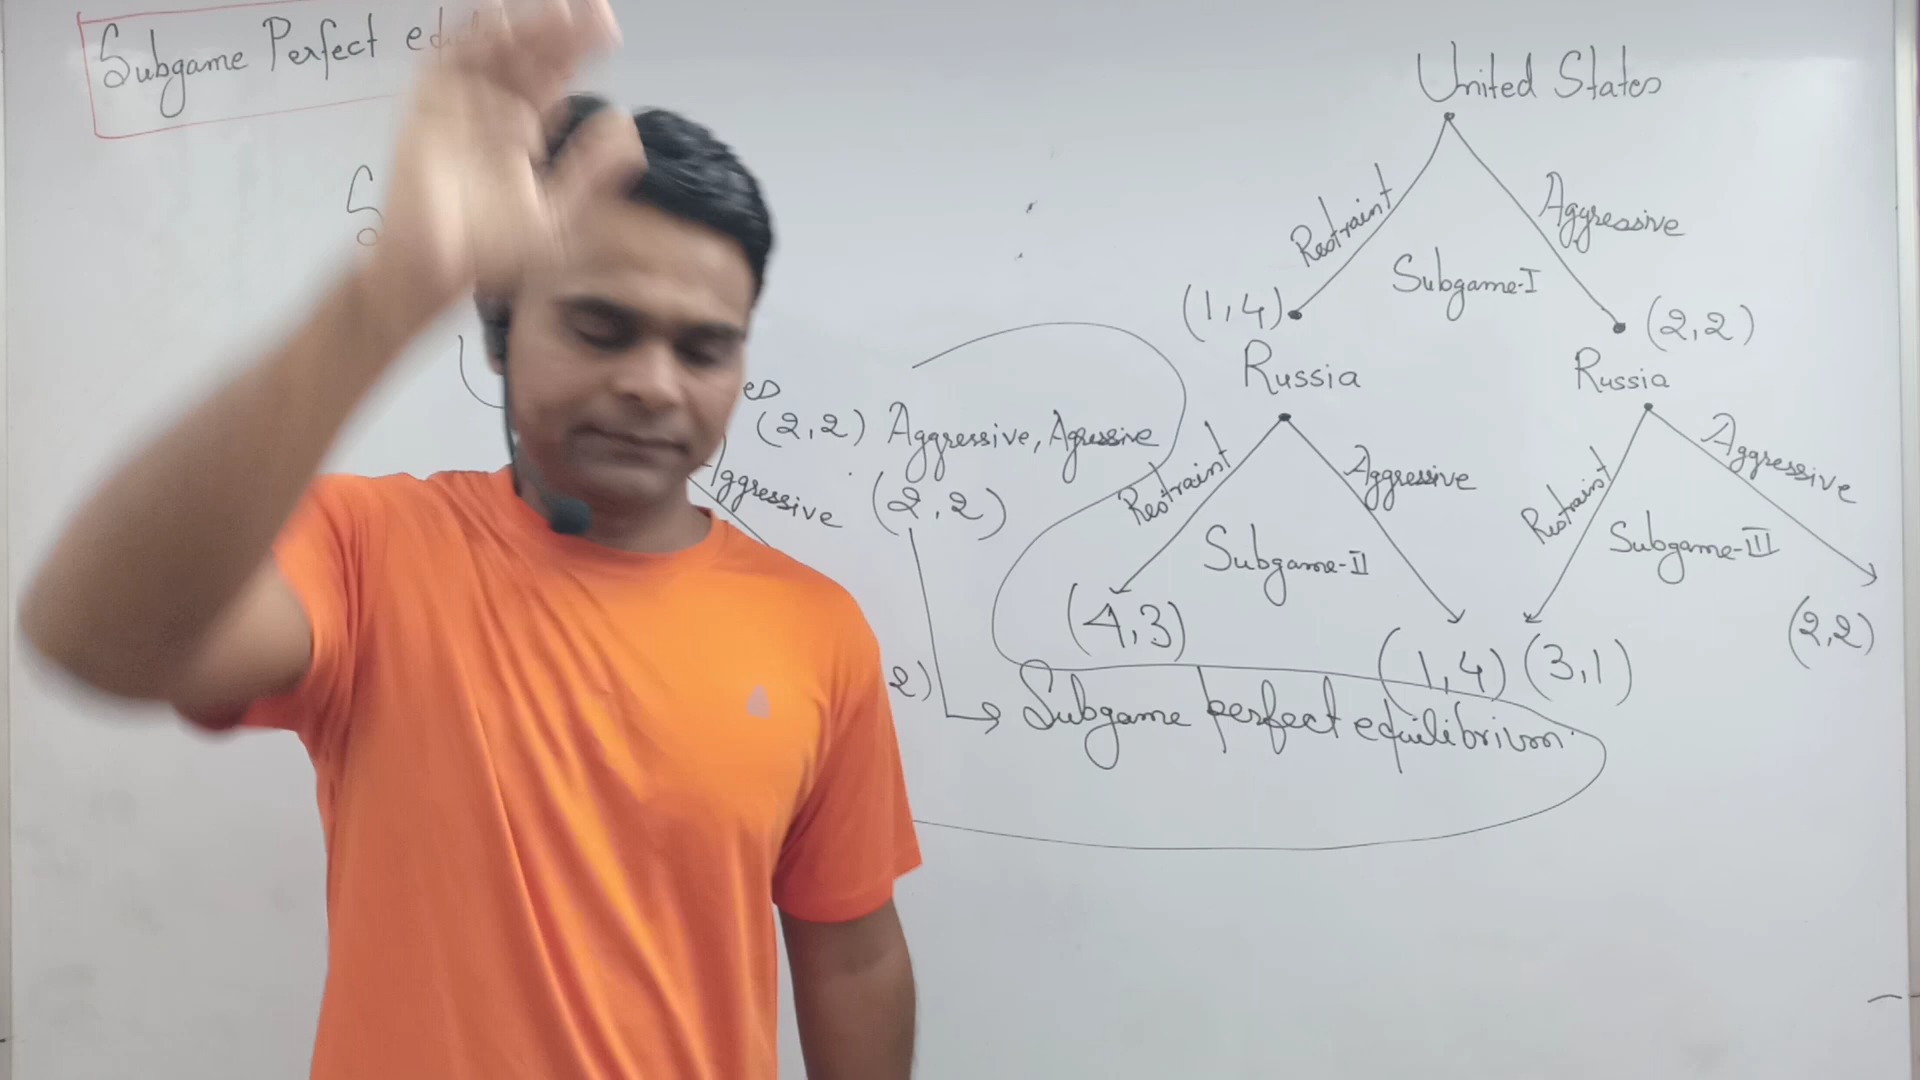 Subgame Perfect
United States
Restraint
Aggressive
Subgame-I
(1,4)
(2,2)
Russia
Russia
(2,2) Aggressive, Agressive
Aggressive
(2,2)
Restraint
Aggressive
Subgame-II
Restraint
Aggressive
Subgame-III
(4,3)
(1,4)
(3,1)
(2,2)
2)
Subgame perfect equilibrium